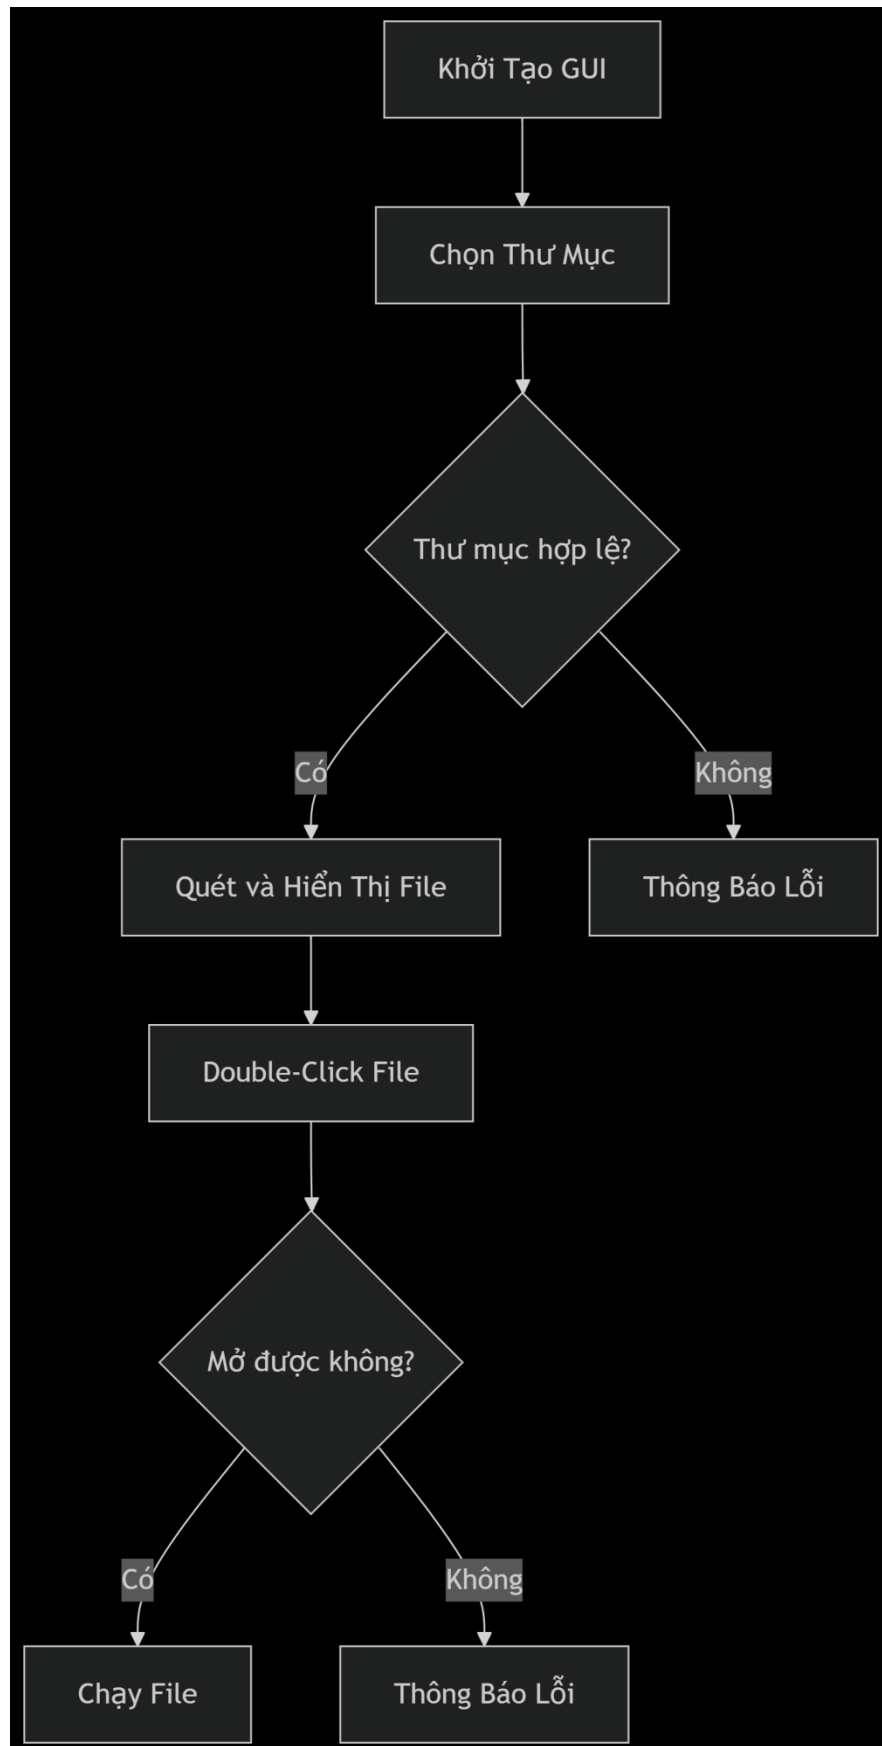 Khởi Tạo GUI
Chọn Thư Mục
Thư mục hợp lệ?
Có
Không
Quét và Hiển Thị File
Thông Báo Lỗi
Double-Click File
Mở được không?
Có
Không
Chạy File
Thông Báo Lỗi